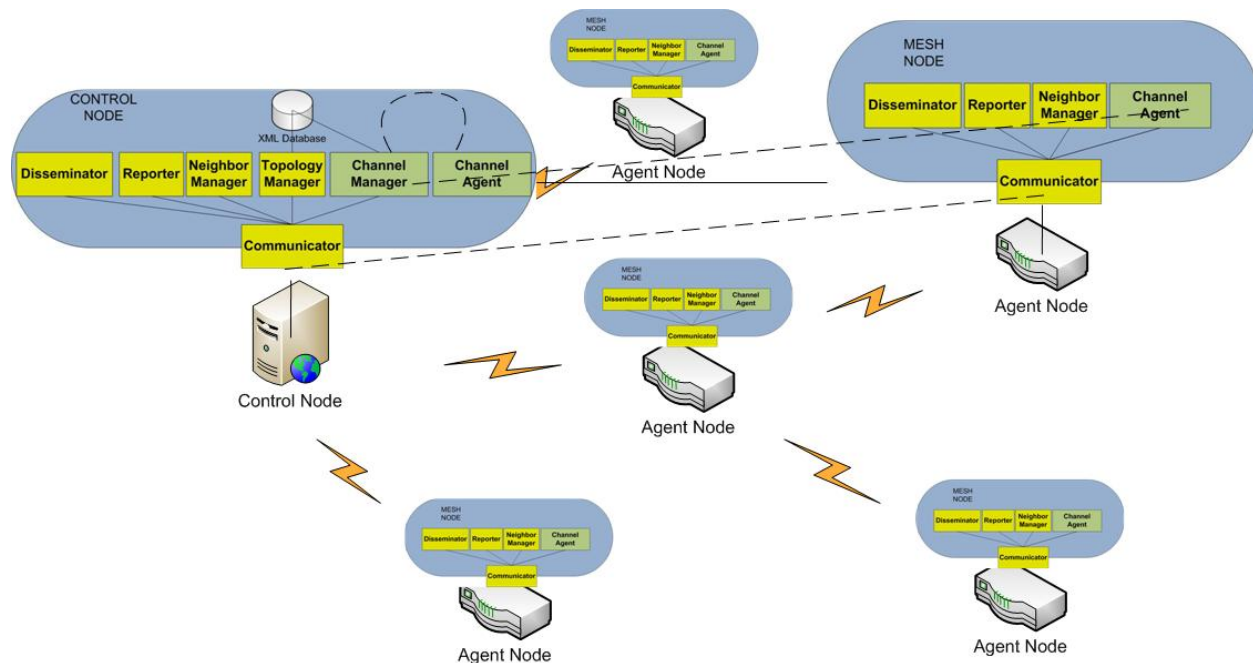 MESH
NODE
Disseminator
Reporter
Neighbor
Manager
Channel
Agent
Communicator
Agent Node
MESH
NODE
Disseminator
Reporter
Neighbor
Manager
Channel
Agent
Communicator
Agent Node
CONTROL
NODE
XML Database
Disseminator
Reporter
Neighbor
Manager
Topology
Manager
Channel
Manager
Channel
Agent
Communicator
Control Node
MESH
NODE
Disseminator
Reporter
Neighbor
Manager
Channel
Agent
Communicator
Agent Node
MESH
NODE
Disseminator
Reporter
Neighbor
Manager
Channel
Agent
Communicator
Agent Node
MESH
NODE
Disseminator
Reporter
Neighbor
Manager
Channel
Agent
Communicator
Agent Node